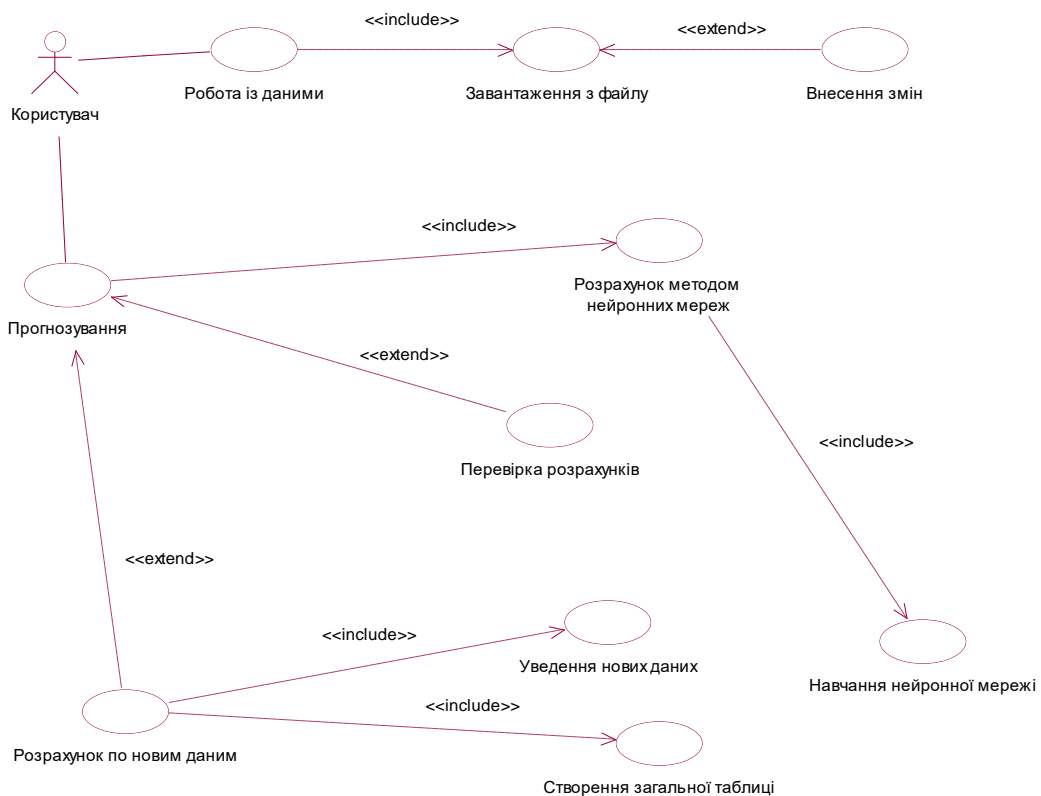 <<include>>
<<extend>>
Робота із даними
Завантаження з файлу
Внесення змін
Користувач
<<include>>
Розрахунок методом
нейронних мереж
Прогнозування
<<extend>>
<<include>>
Перевірка розрахунків
<<extend>>
<<include>>
Уведення нових даних
Навчання нейронної мережі
<<include>>
Розрахунок по новим даним
Створення загальної таблиці